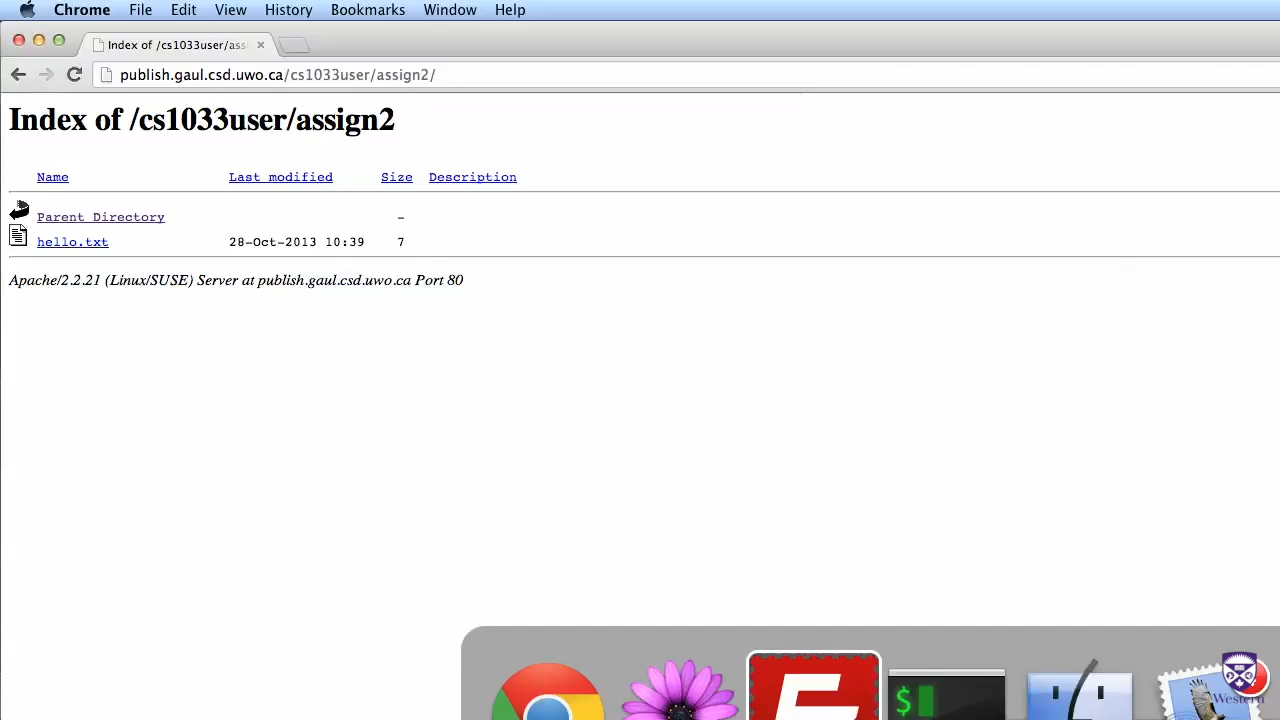 Chrome File Edit View History Bookmarks Window Help
Index of /cs1033user/ass
publish.gaul.csd.uwo.ca/cs1033user/assign2/
Index of /cs1033user/assign2
Name Last modified Size Description
Parent Directory -
hello.txt 28-Oct-2013 10:39 7
Apache/2.2.21 (Linux/SUSE) Server at publish.gaul.csd.uwo.ca Port 80
$
Western